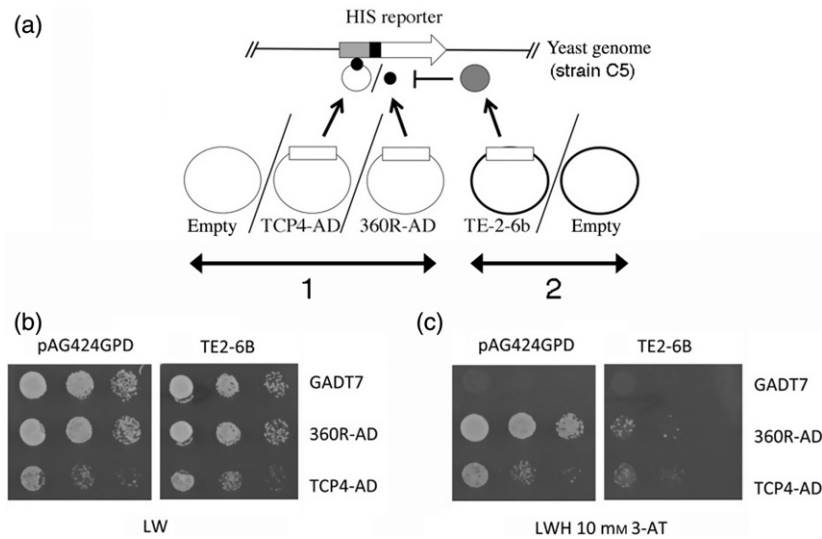 (a)
HIS reporter
Yeast genome
(strain C5)
Empty
TCP4-AD
360R-AD
TE-2-6b
Empty
1
2
(b)
pAG424GPD
TE2-6B
GADT7
360R-AD
TCP4-AD
LW
(c)
pAG424GPD
TE2-6B
GADT7
360R-AD
TCP4-AD
LWH 10 mM 3-AT